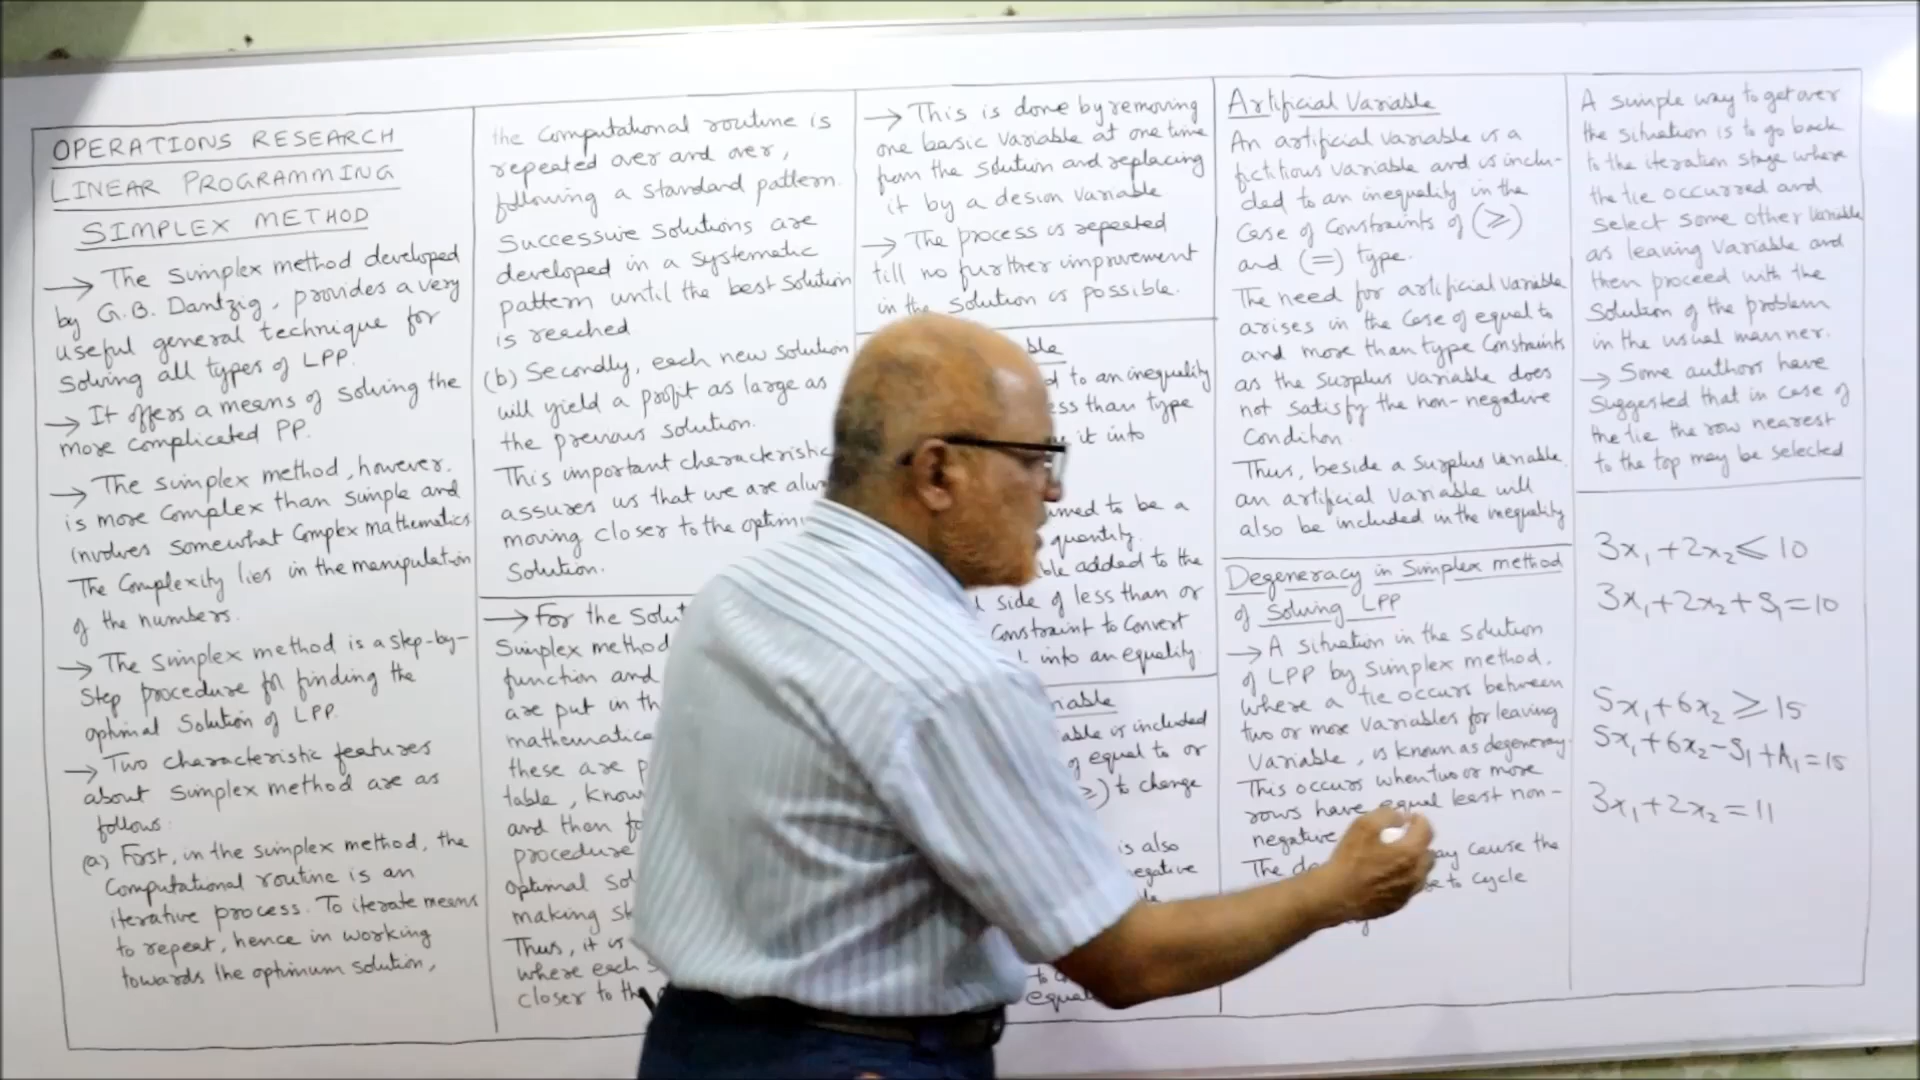 OPERATIONS RESEARCH
LINEAR PROGRAMMING
SIMPLEX METHOD
→ The simplex method developed
by G.B. Dantzig, provides a very
useful general technique for
solving all types of LPP.
→ It offers a means of solving the
more complicated PP.
→ The simplex method, however,
is more complex than simple and
involves somewhat complex mathematics
The complexity lies in the manipulation
of the numbers.
→ The simplex method is a step-by-
step procedure for finding the
optimal solution of LPP.
→ Two characteristic features
about simplex method are as
follows:
(a) First, in the simplex method, the
computational routine is an
iterative process. To iterate means
to repeat, hence in working
towards the optimum solution,
the computational routine is
repeated over and over,
following a standard pattern.
Successive solutions are
developed in a systematic
pattern until the best solution
is reached
(b) Secondly, each new solution
will yield a profit as large as
the previous solution.
This important characteristic
assures us that we are
moving closer to the
solution.
→ For the
Simplex method
function and
are put in
mathematica
these are
table,
and then
procedure
optimal
making
Thus, it is
where each
closer to
→ This is done by removing
one basic variable at one time
from the solution and replacing
it by a design variable
→ The process is repeated
till no further improvement
in the solution is possible.
to an inequality
less than type
it into
to be a
quantity.
added to the
side of less than or
constraint to convert
into an equality.
is included
of equal to or
(≥) to change
is also
Artificial Variable
An artificial variable is a
fictitious variable and is inclu-
ded to an inequality in the
case of constraints of (≥)
and (=) type.
The need for artificial variable
arises in the case of equal to
and more than type constraints
as the surplus variable does
not satisfy the non-negative
condition.
Thus, beside a surplus variable,
an artificial variable will
also be included in the inequality
Degeneracy in Simplex method
of Solving LPP
→ A situation in the solution
of LPP by simplex method,
where a tie occurs between
two or more variables for leaving
variable, is known as degeneracy.
This occurs when two or more
rows have equal least non-
negative
The may cause the
to cycle
A simple way to get over
the situation is to go back
to the iteration stage where
the tie occurred and
select some other variable
as leaving variable and
then proceed with the
solution of the problem
in the usual manner.
→ Some authors have
suggested that in case of
the tie the row nearest
to the top may be selected
3x₁+2x₂ ≤ 10
3x₁+2x₂+S₁=10
5x₁+6x₂ ≥ 15
5x₁+6x₂-S₁+A₁=15
3x₁+2x₂ = 11